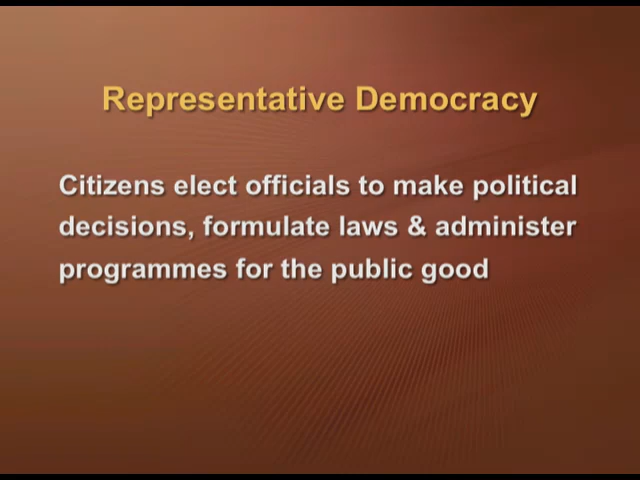 Representative Democracy
Citizens elect officials to make political
decisions, formulate laws & administer
programmes for the public good